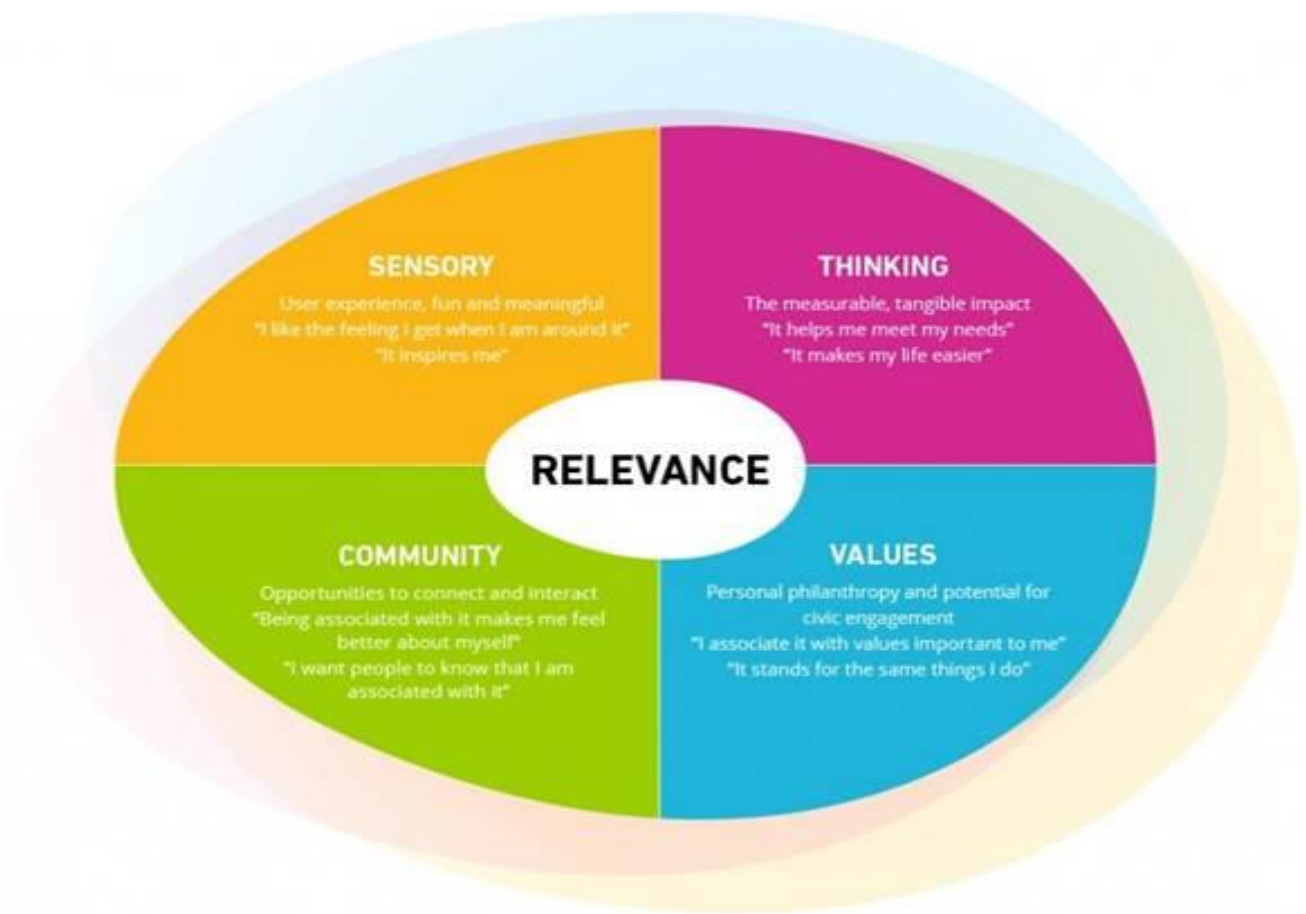 SENSORY
User experience, fun and meaningful
"I like the feeling I get when I am around it"
"It inspires me"
THINKING
The measurable, tangible impact
"It helps me meet my needs"
"It makes my life easier"
RELEVANCE
COMMUNITY
Opportunities to connect and interact
"Being associated with it makes me feel
better about myself"
"I want people to know that I am
associated with it"
VALUES
Personal philanthropy and potential for
civic engagement
"I associate it with values important to me"
"It stands for the same things I do"